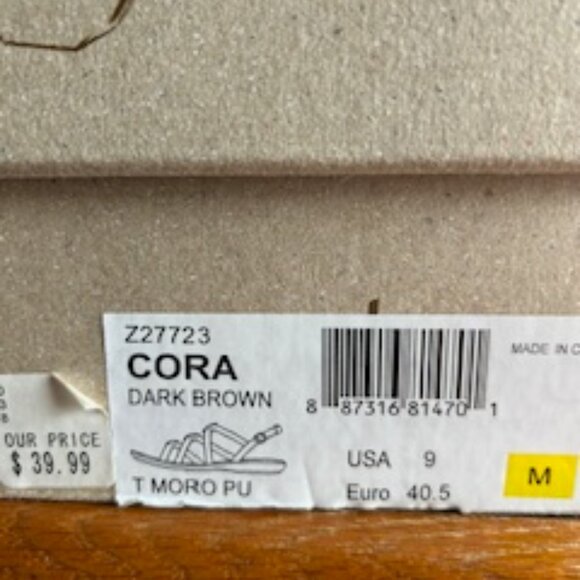 Z27723
CORA
DARK BROWN
T MORO PU
8 87316 81470 1
USA 9
Euro 40.5
MADE IN
M
OUR PRICE
$ 39.99